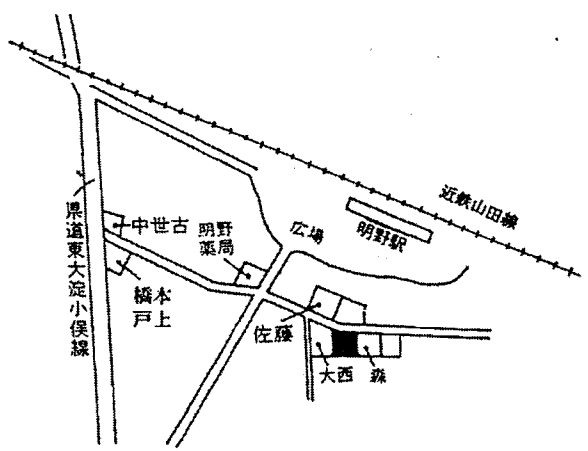 近鉄山田線
明野駅
広場
県道東大淀小俣線
中世古
明野
薬局
橋本
戸上
佐藤
大西
森